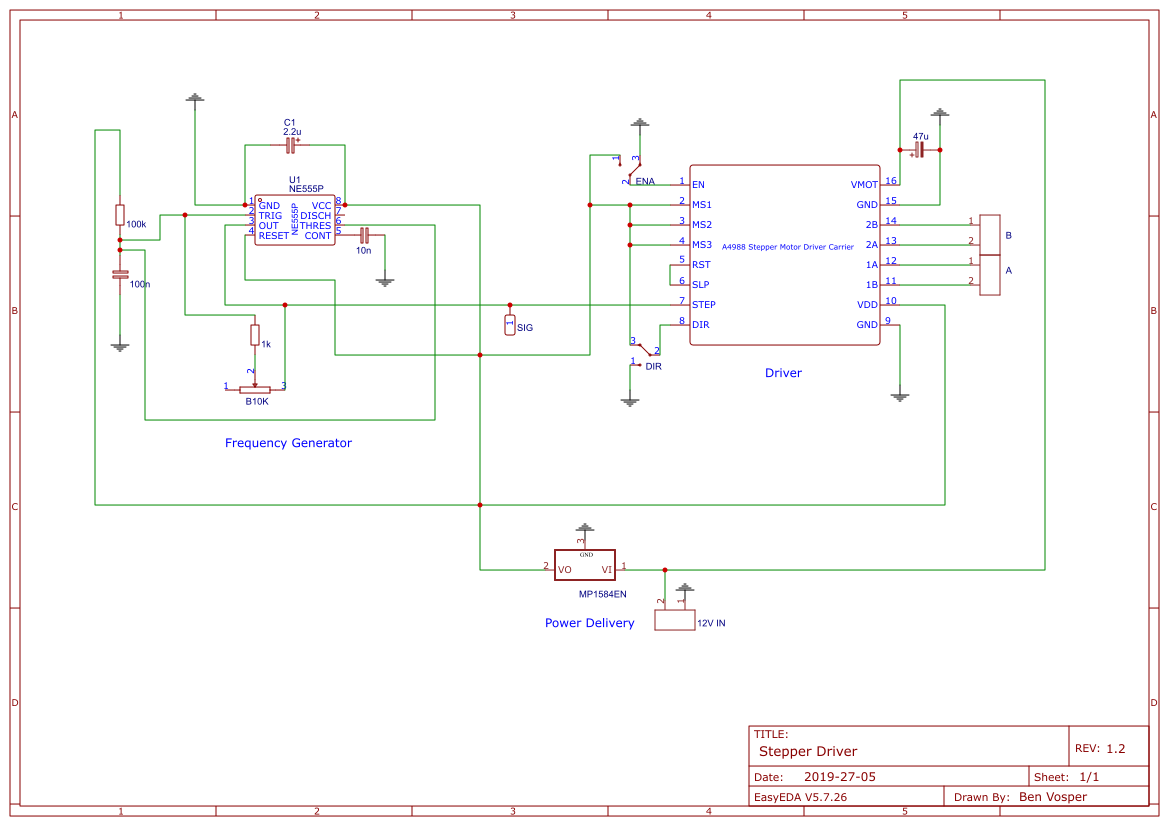 1 2 3 4 5
A A
B B
C C
D D
C1
2.2u
U1
NE555P
NE555P
1 GND VCC 8
2 TRIG DISCH 7
3 OUT THRES 6
4 RESET CONT 5
100k
100n
10n
1k
2
1 3
B10K
Frequency Generator
SIG
1
1 3
2 ENA
3 2
1 DIR
47u
1 EN VMOT 16
2 MS1 GND 15
3 MS2 2B 14
4 MS3 2A 13
5 RST 1A 12
6 SLP 1B 11
7 STEP VDD 10
8 DIR GND 9
A4988 Stepper Motor Driver Carrier
Driver
1
2
B
1
2
A
3
GND
2 VO VI 1
MP1584EN
Power Delivery
2 1
12V IN
TITLE:
Stepper Driver
REV: 1.2
Date: 2019-27-05
Sheet: 1/1
EasyEDA V5.7.26
Drawn By: Ben Vosper
1 2 3 4 5